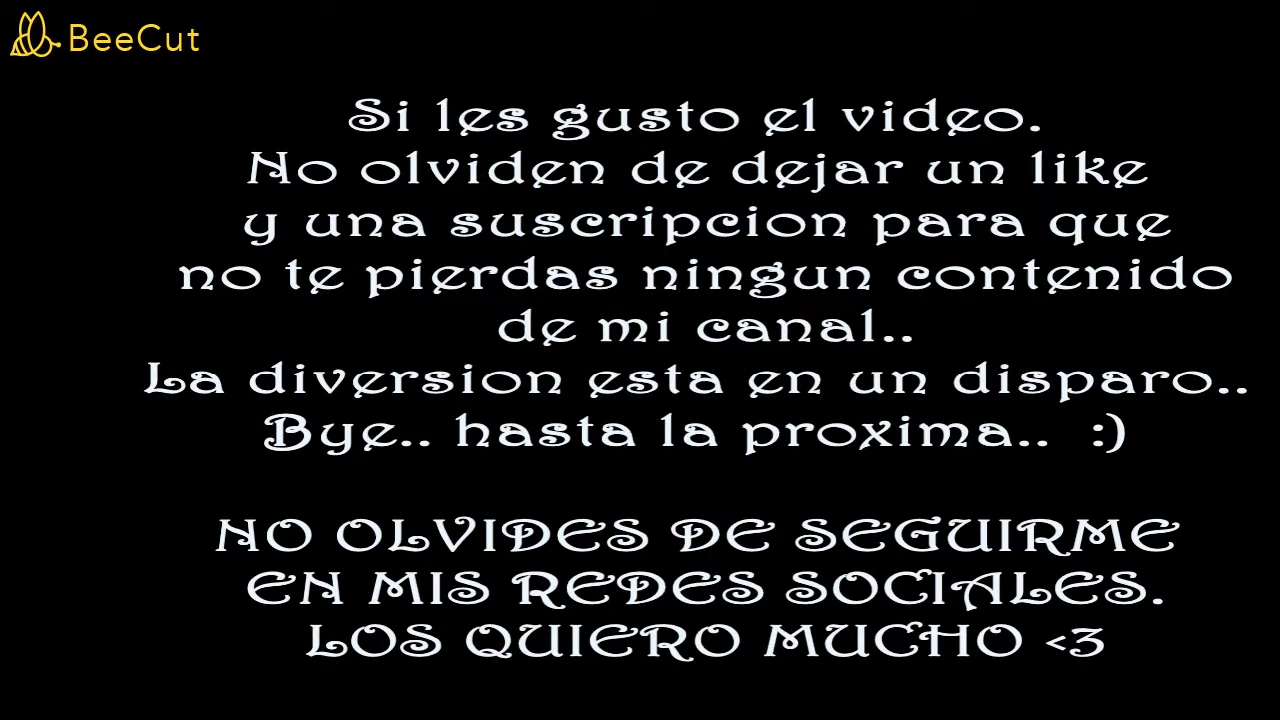 BeeCut
Si les gusto el video.
No olviden de dejar un like
y una suscripcion para que
no te pierdas ningun contenido
de mi canal..
La diversion esta en un disparo..
Bye.. hasta la proxima.. :)
NO OLVIDES DE SEGUIRME
EN MIS REDES SOCIALES.
LOS QUIERO MUCHO <3